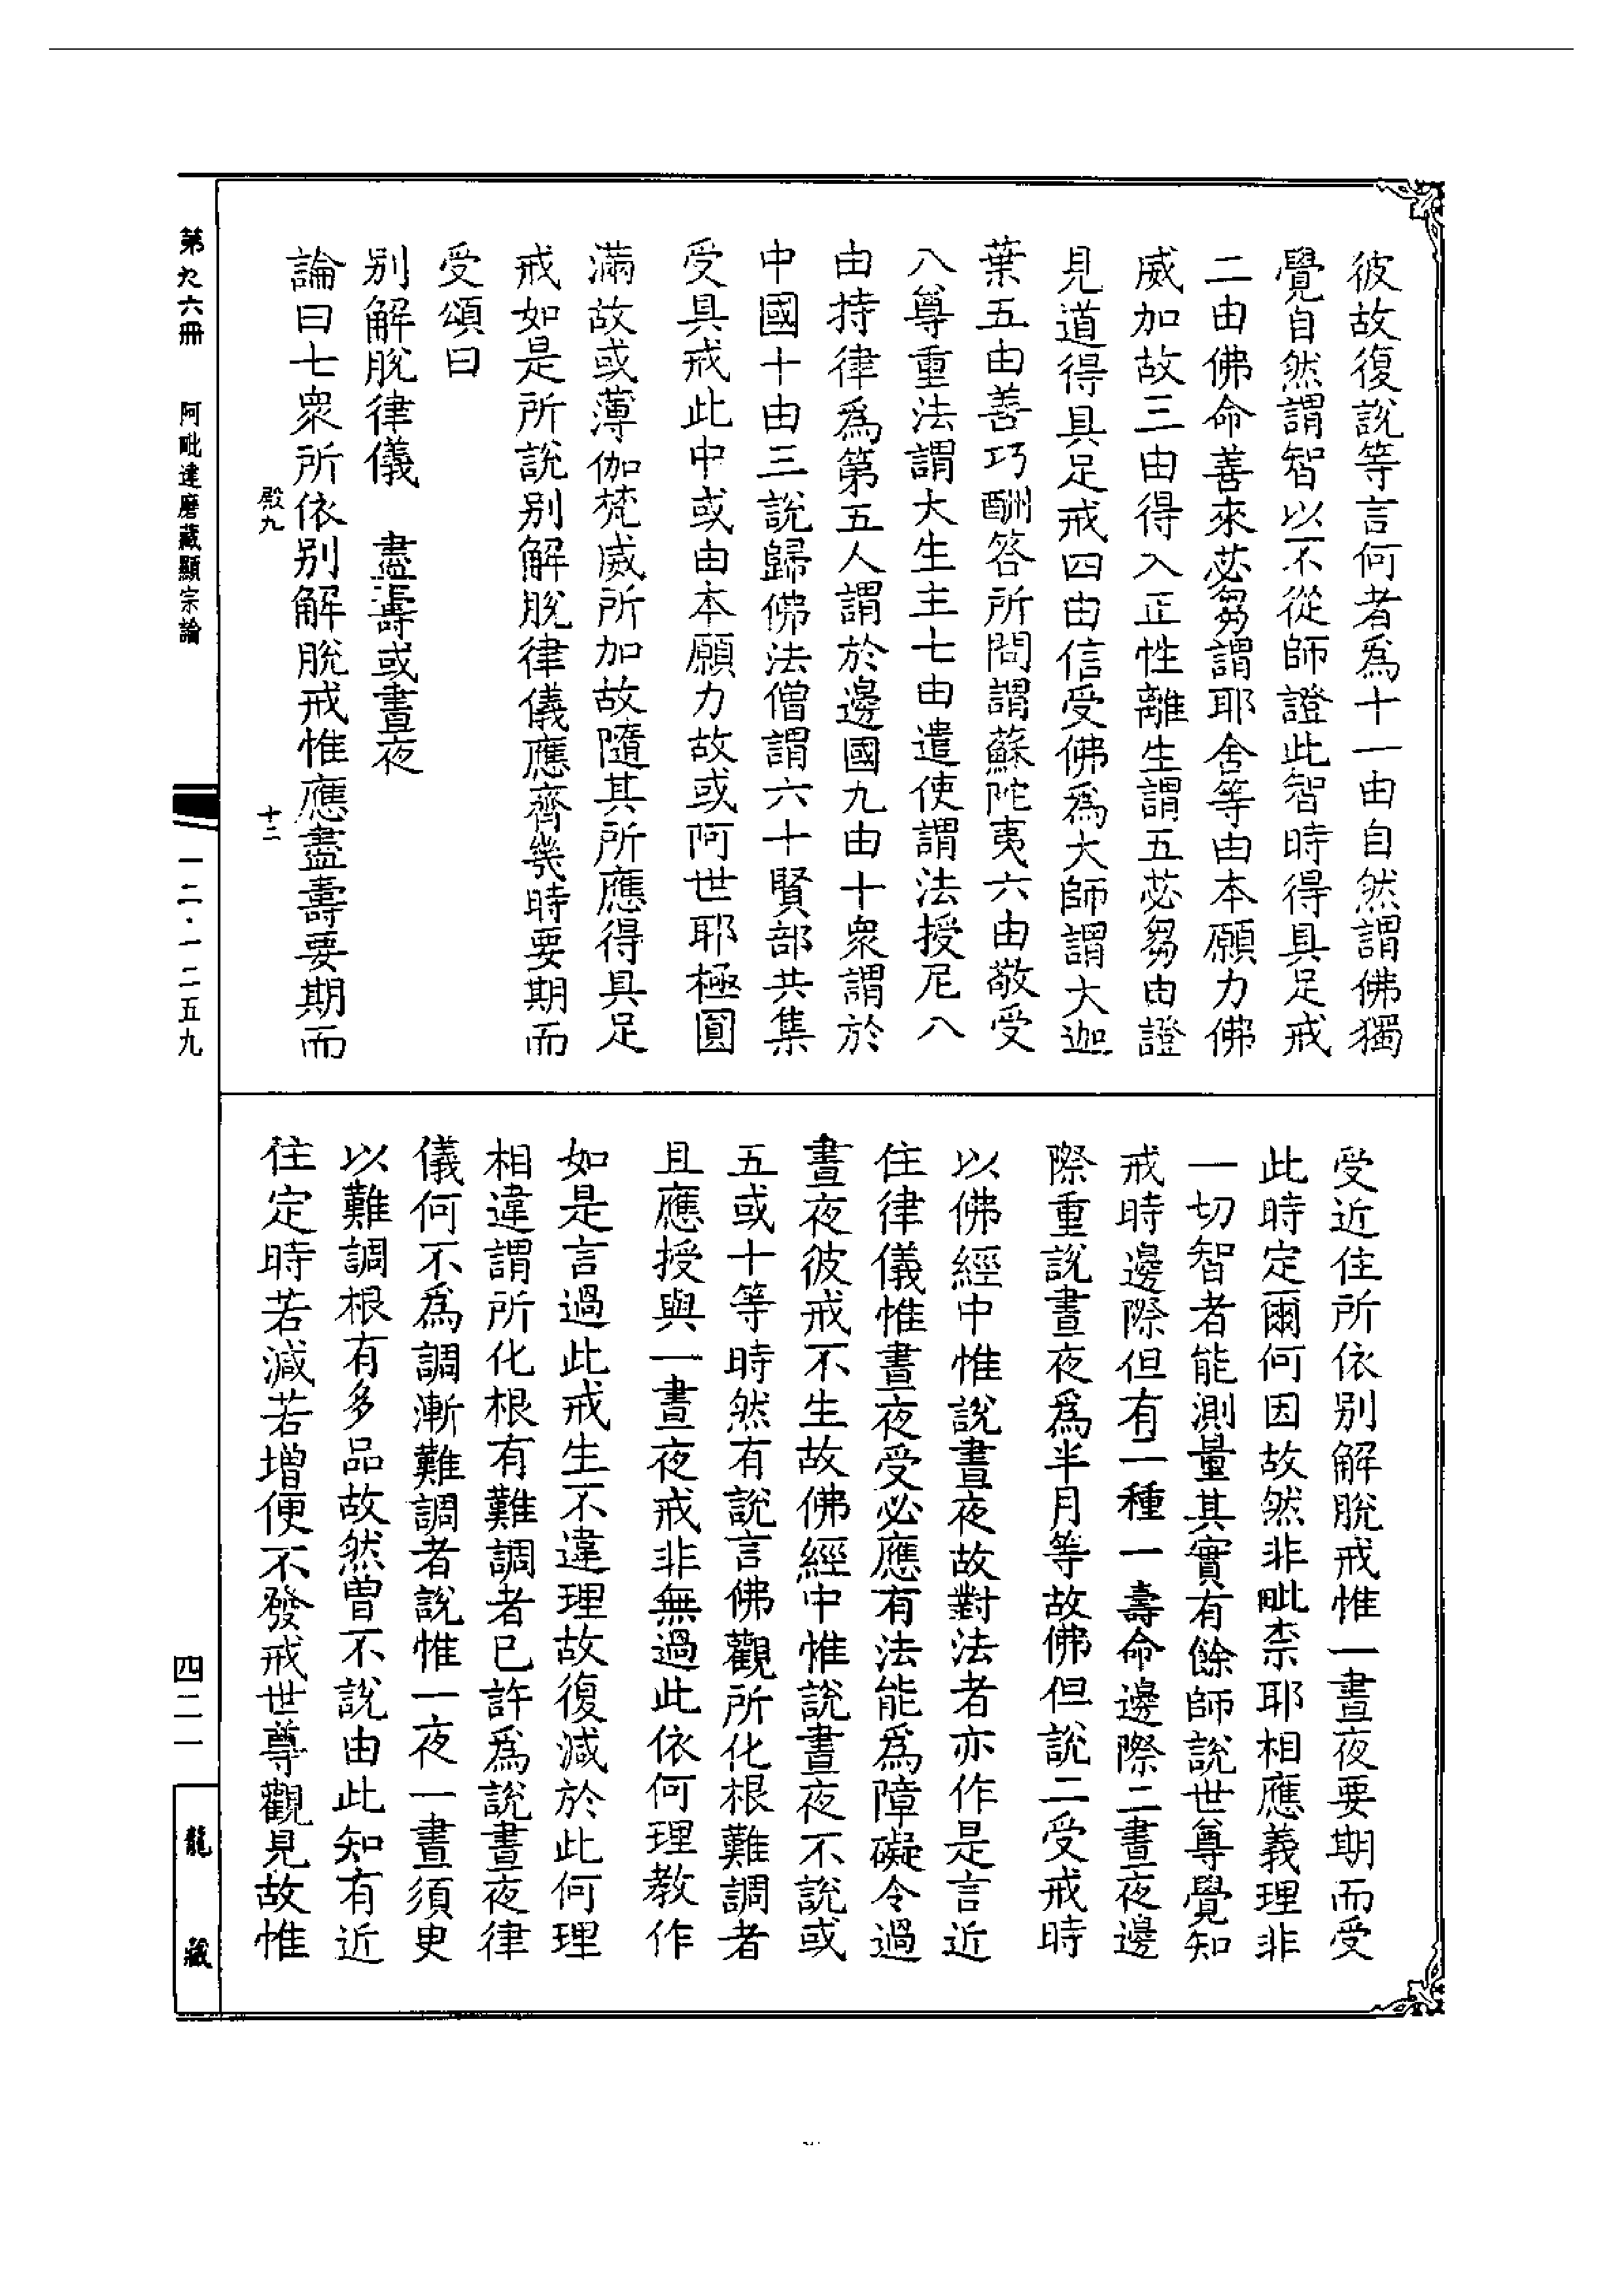 彼故復說等言何者爲十一由自然謂佛獨
覺自然謂智以不從師證此智時得具足戒
二由佛命善來苾芻謂耶舍等由本願力佛
威加故三由得入正性離生謂五苾芻由證
見道得具足戒四由信受佛爲大師謂大迦
葉五由善巧酬答所問謂蘇陀夷六由敬受
八尊重法謂大生主七由遣使謂法授尼八
由持律爲第五人謂於邊國九由十衆謂於
中國十由三說歸佛法僧謂六十賢部共集
受具戒此中或由本願力故或阿世耶極圓
滿故或薄伽梵威所加故隨其所應得具足
戒如是所說别解脫律儀應齊幾時要期而
受頌曰
别解脫律儀 盡壽或晝夜
論曰七衆所依别解脫戒惟應盡壽要期而
殿九 十二
受近住所依别解脫戒惟一晝夜要期而受
此時定爾何因故然非毗柰耶相應義理非
一切智者能測量其實有餘師說世尊覺知
戒時邊際但有二種一壽命邊際二晝夜邊
際重說晝夜爲半月等故佛但說二受戒時
以佛經中惟說晝夜故對法者亦作是言近
住律儀惟晝夜受必應有法能爲障礙令過
晝夜彼戒不生故佛經中惟說晝夜不說或
五或十等時然有說言佛觀所化根難調者
且應授與一晝夜戒非無過此依何理教作
如是言過此戒生不違理故復減於此何理
相違謂所化根有難調者已許爲說晝夜律
儀何不爲調漸難調者說惟一夜一晝須臾
以難調根有多品故然曾不說由此知有近
住定時若減若增便不發戒世尊觀見故惟
第九六冊 阿毗達磨藏顯宗論
一二·一二五九
四二一
龍藏